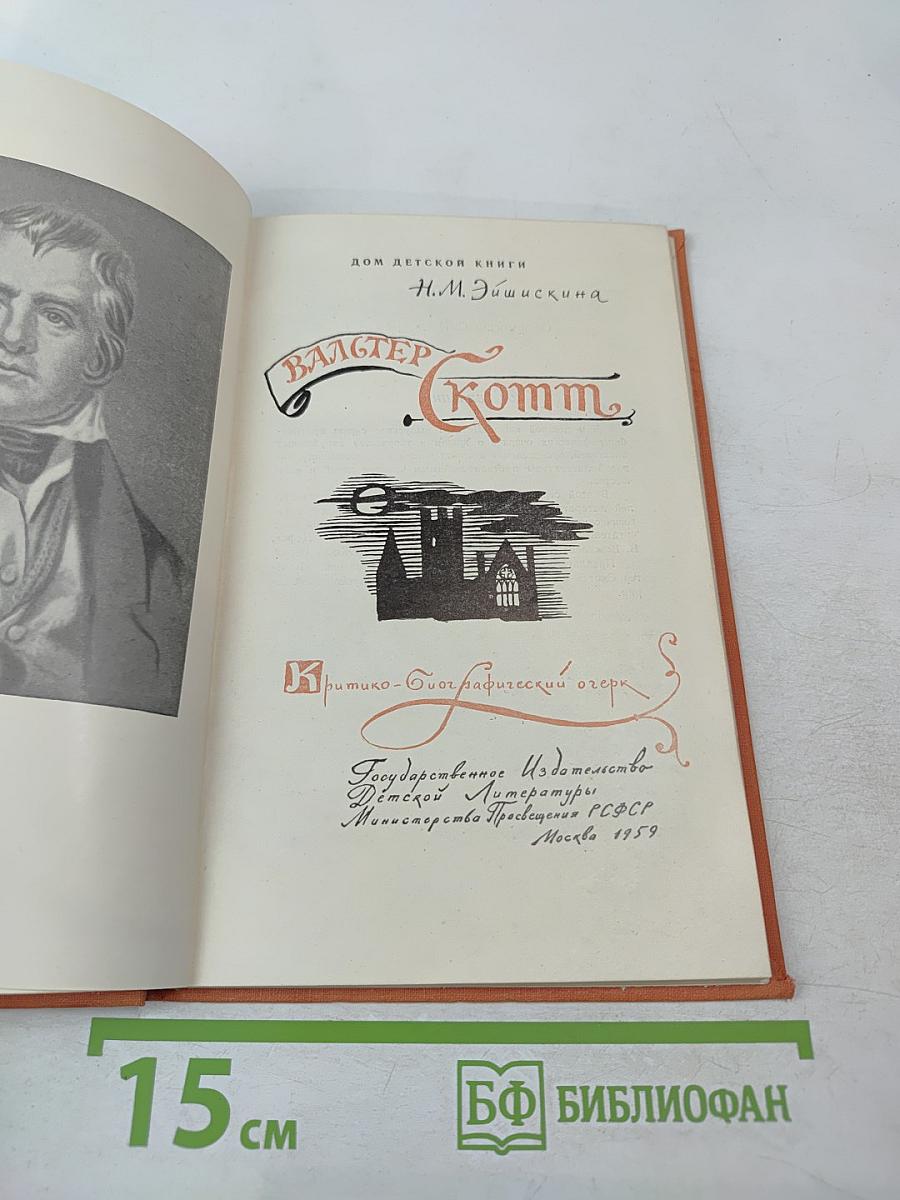 ДОМ ДЕТСКОЙ КНИГИ
Н.М. Эйшискина
ВАЛЬТЕР
Скотт
Критико-биографический очерк
Государственное Издательство
Детской Литературы
Министерства Просвещения РСФСР
Москва 1959
15 см
БФ БИБЛИОФАН